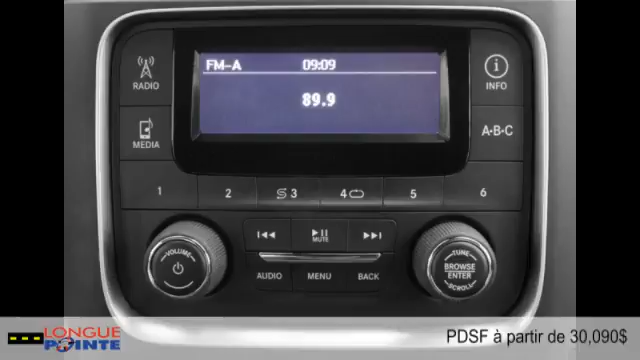 FM-A 09:09
89.9
RADIO
MEDIA
INFO
A-B-C
1 2 3 4 5 6
MUTE
VOLUME
AUDIO MENU BACK
TUNE
BROWSE
ENTER
SCROLL
LONGUE
POINTE
PDSF à partir de 30,090$